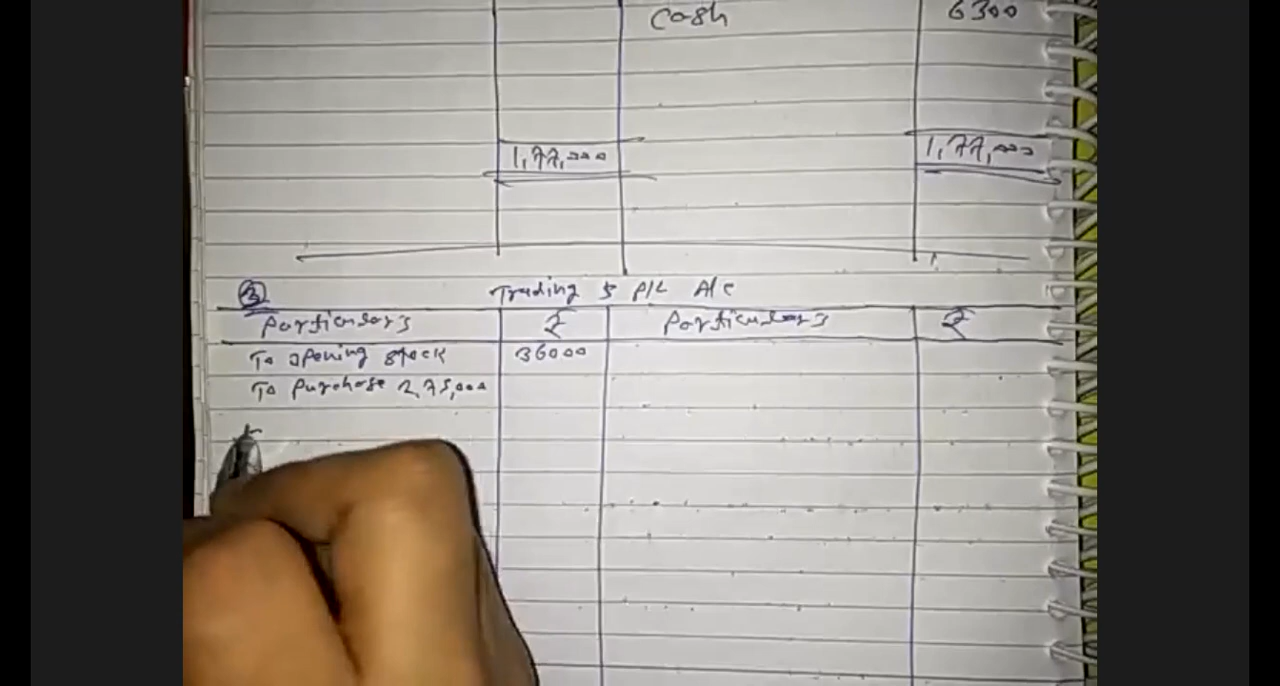 Cash 6300
1,77,000 1,77,000
3 Trading & P/L A/c
Particulars ₹ Particulars ₹
To opening stock 36000
To purchase 2,75,000